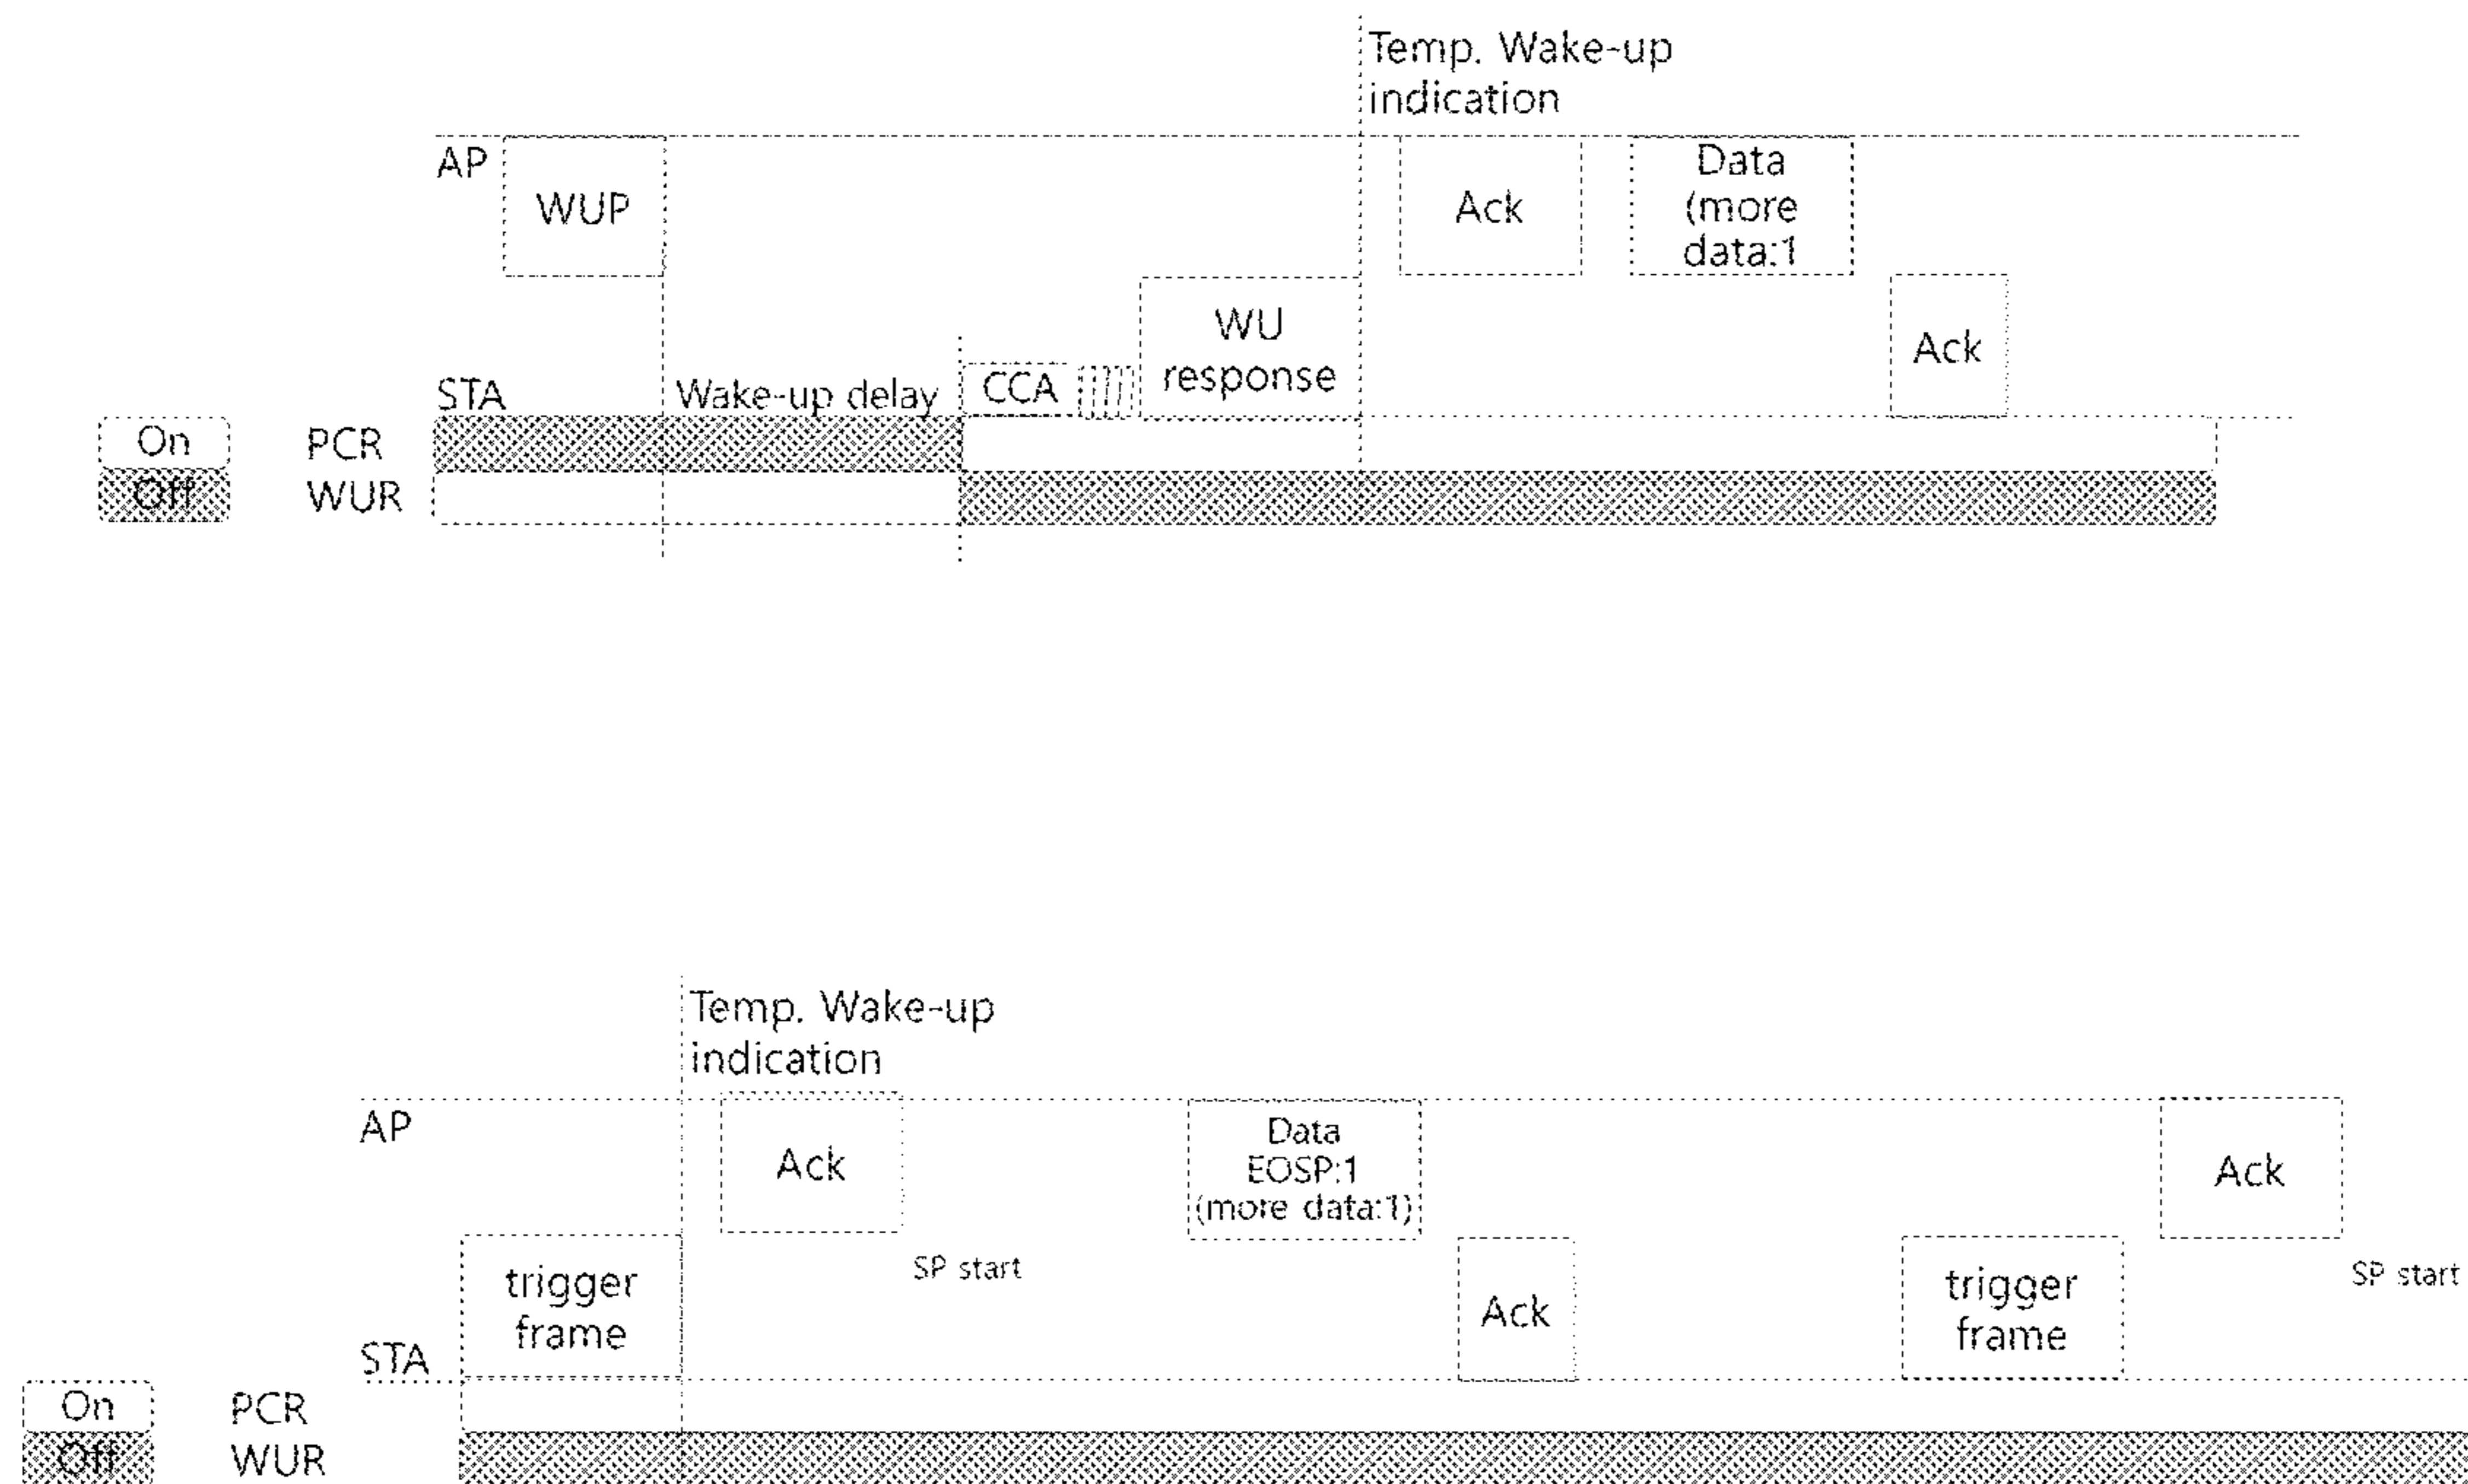 Temp. Wake-up
indication
AP
WUP
Ack
Data
(more
data:1
WU
response
Ack
STA
Wake-up delay
CCA
On
PCR
Off
WUR
Temp. Wake-up
indication
AP
Ack
Data
EOSP:1
(more data:1)
Ack
trigger
frame
SP start
Ack
trigger
frame
SP start
STA
On
PCR
Off
WUR